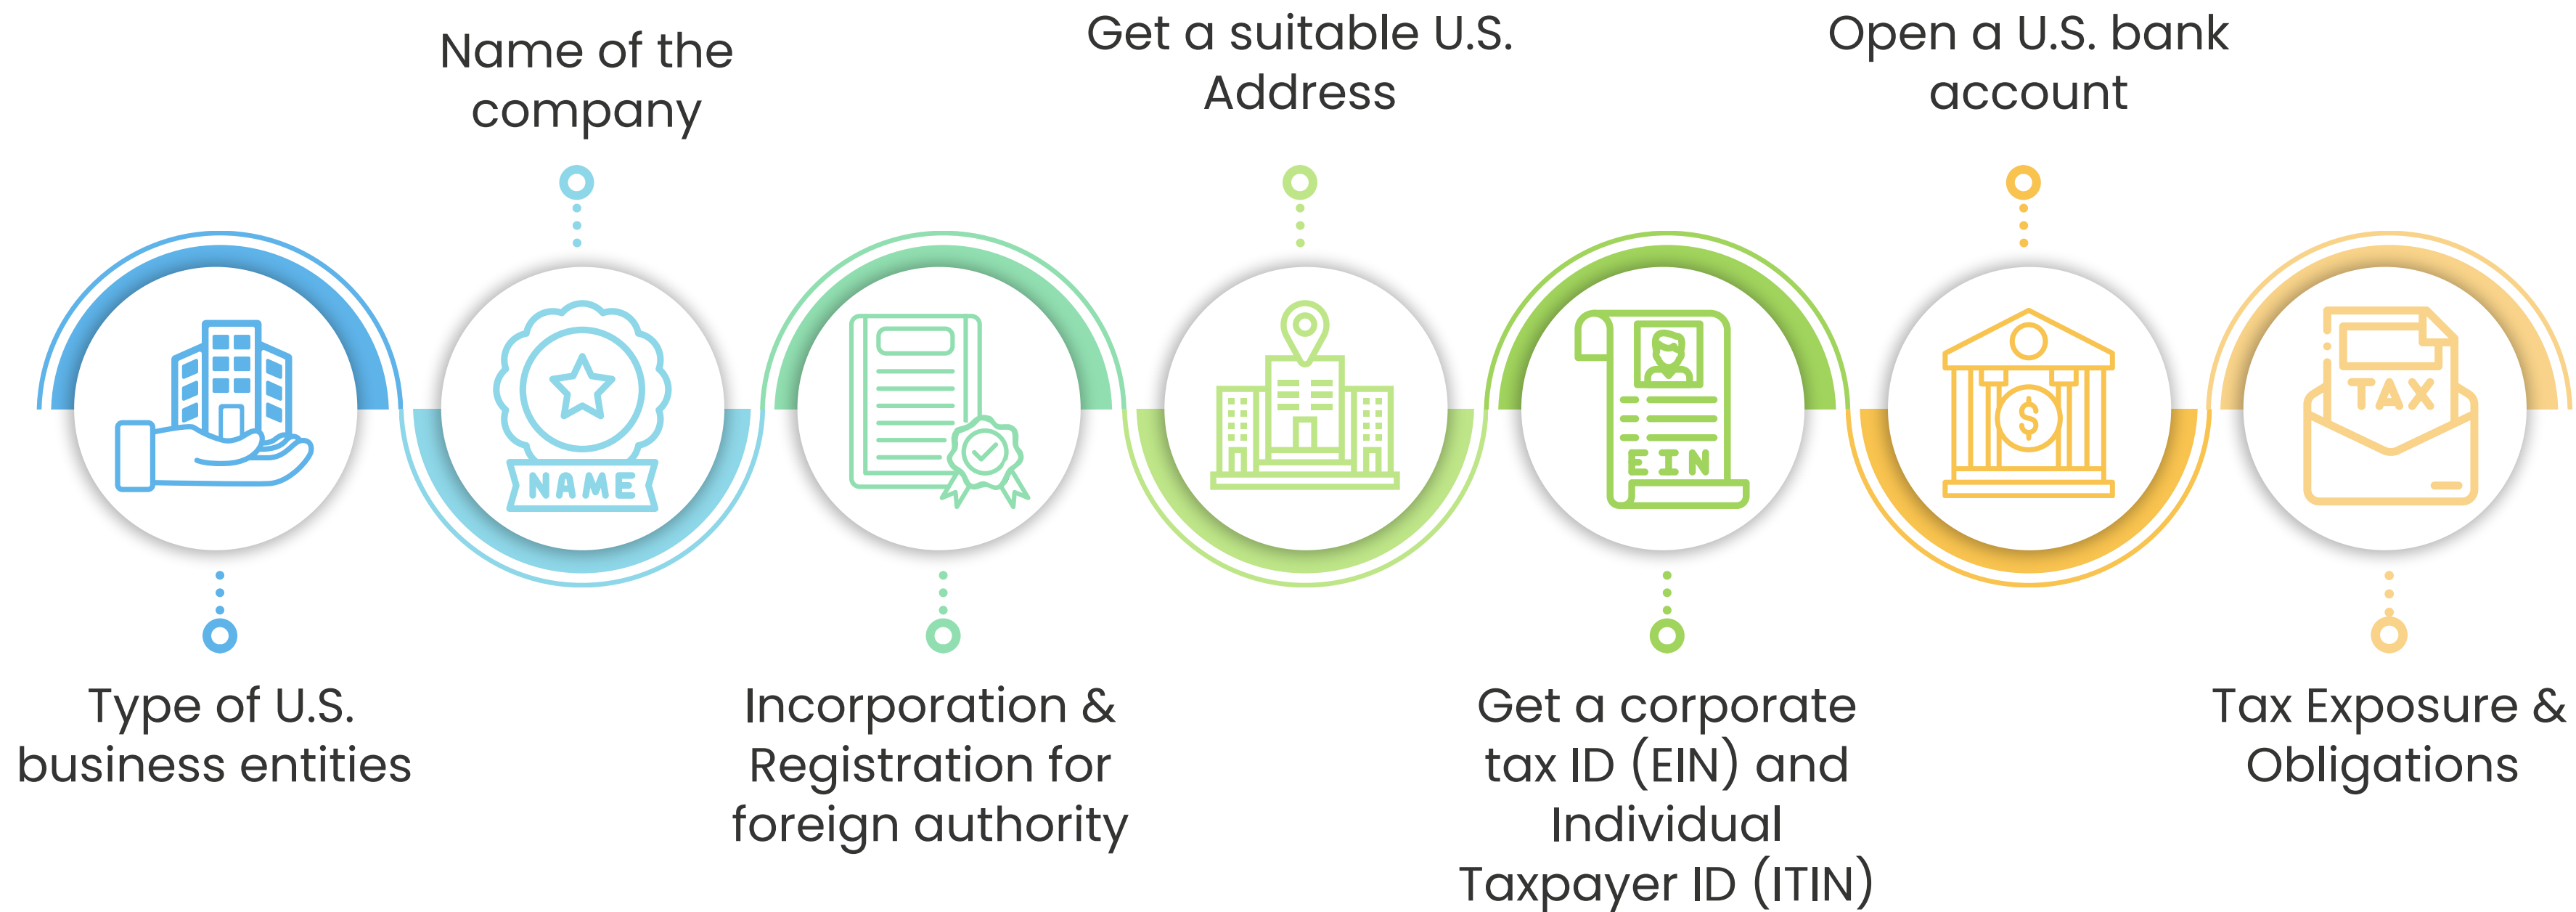 Name of the
company
Get a suitable U.S.
Address
Open a U.S. bank
account
NAME
EIN
TAX
Type of U.S.
business entities
Incorporation &
Registration for
foreign authority
Get a corporate
tax ID (EIN) and
Individual
Taxpayer ID (ITIN)
Tax Exposure &
Obligations